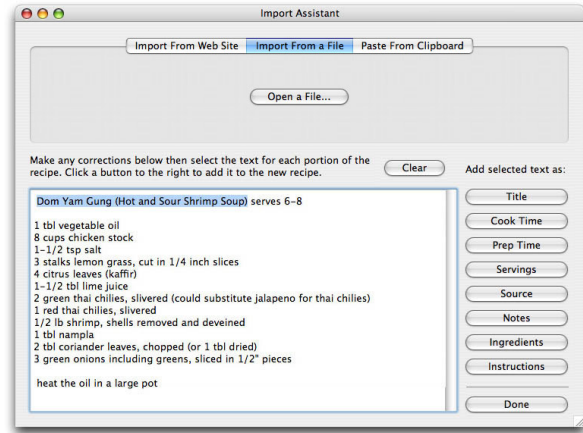 Import Assistant
Import From Web Site Import From a File Paste From Clipboard
Open a File...
Make any corrections below then select the text for each portion of the
recipe. Click a button to the right to add it to the new recipe.
Clear
Add selected text as:
Dom Yam Gung (Hot and Sour Shrimp Soup) serves 6-8
1 tbl vegetable oil
8 cups chicken stock
1-1/2 tsp salt
3 stalks lemon grass, cut in 1/4 inch slices
4 citrus leaves (kaffir)
1-1/2 tbl lime juice
2 green thai chilies, slivered (could substitute jalapeno for thai chilies)
1 red thai chilies, slivered
1/2 lb shrimp, shells removed and deveined
1 tbl nampla
2 tbl coriander leaves, chopped (or 1 tbl dried)
3 green onions including greens, sliced in 1/2" pieces
heat the oil in a large pot
Title
Cook Time
Prep Time
Servings
Source
Notes
Ingredients
Instructions
Done